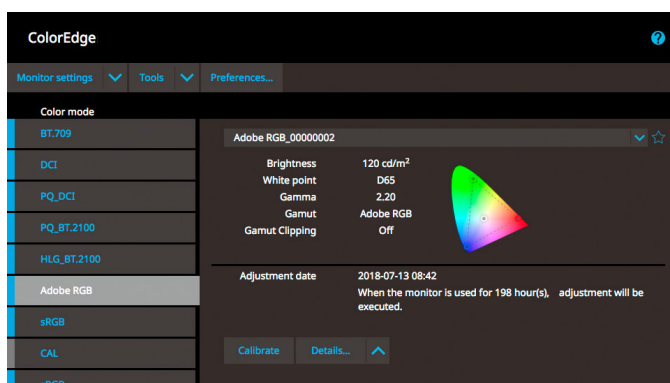 ColorEdge
?
Monitor settings Tools Preferences...
Color mode
BT.709
DCI
PQ_DCI
PQ_BT.2100
HLG_BT.2100
Adobe RGB
sRGB
CAL
Adobe RGB_00000002
Brightness 120 cd/m²
White point D65
Gamma 2.20
Gamut Adobe RGB
Gamut Clipping Off
Adjustment date 2018-07-13 08:42
When the monitor is used for 198 hour(s), adjustment will be
executed.
Calibrate Details...